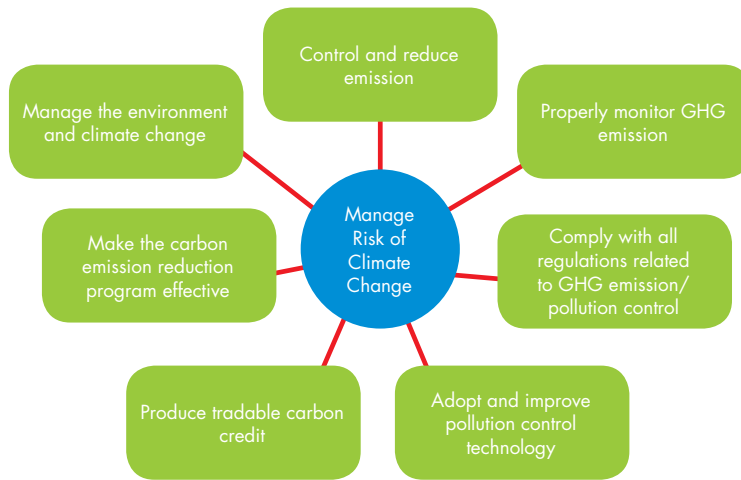 Control and reduce
emission
Manage the environment
and climate change
Properly monitor GHG
emission
Manage
Risk of
Climate
Change
Make the carbon
emission reduction
program effective
Comply with all
regulations related
to GHG emission/
pollution control
Produce tradable carbon
credit
Adopt and improve
pollution control
technology